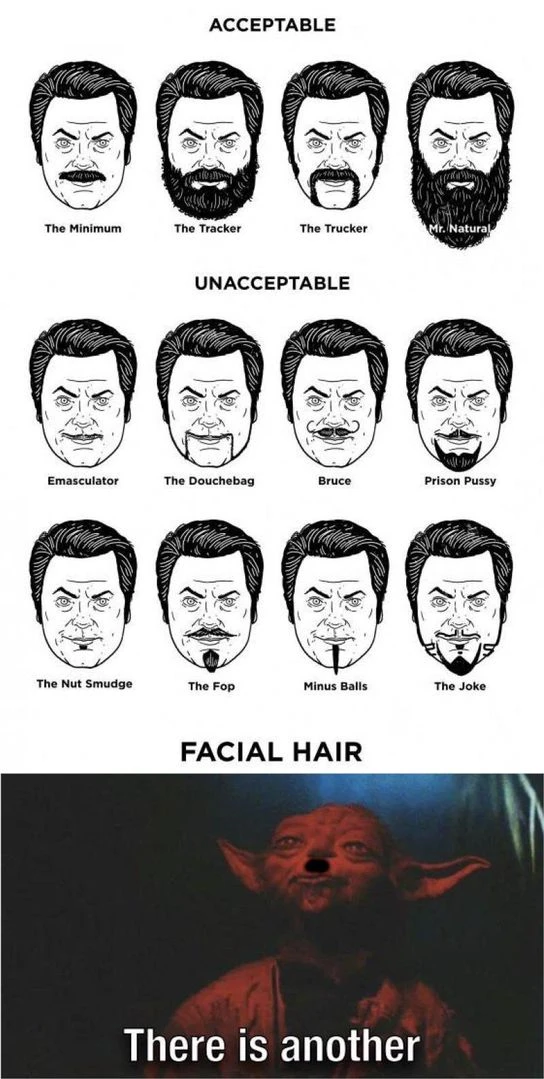 ACCEPTABLE
The Minimum
The Tracker
The Trucker
Mr. Natural
UNACCEPTABLE
Emasculator
The Douchebag
Bruce
Prison Pussy
The Nut Smudge
The Fop
Minus Balls
The Joke
FACIAL HAIR
There is another